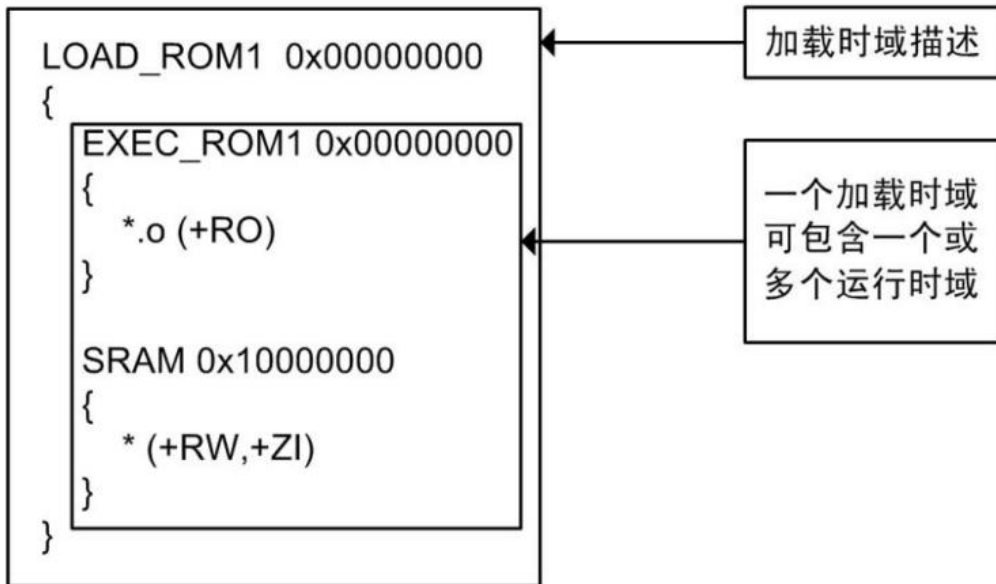 LOAD_ROM1 0x00000000
{
EXEC_ROM1 0x00000000
{
*.o (+RO)
}
SRAM 0x10000000
{
* (+RW,+ZI)
}
}
加载时域描述
一个加载时域
可包含一个或
多个运行时域